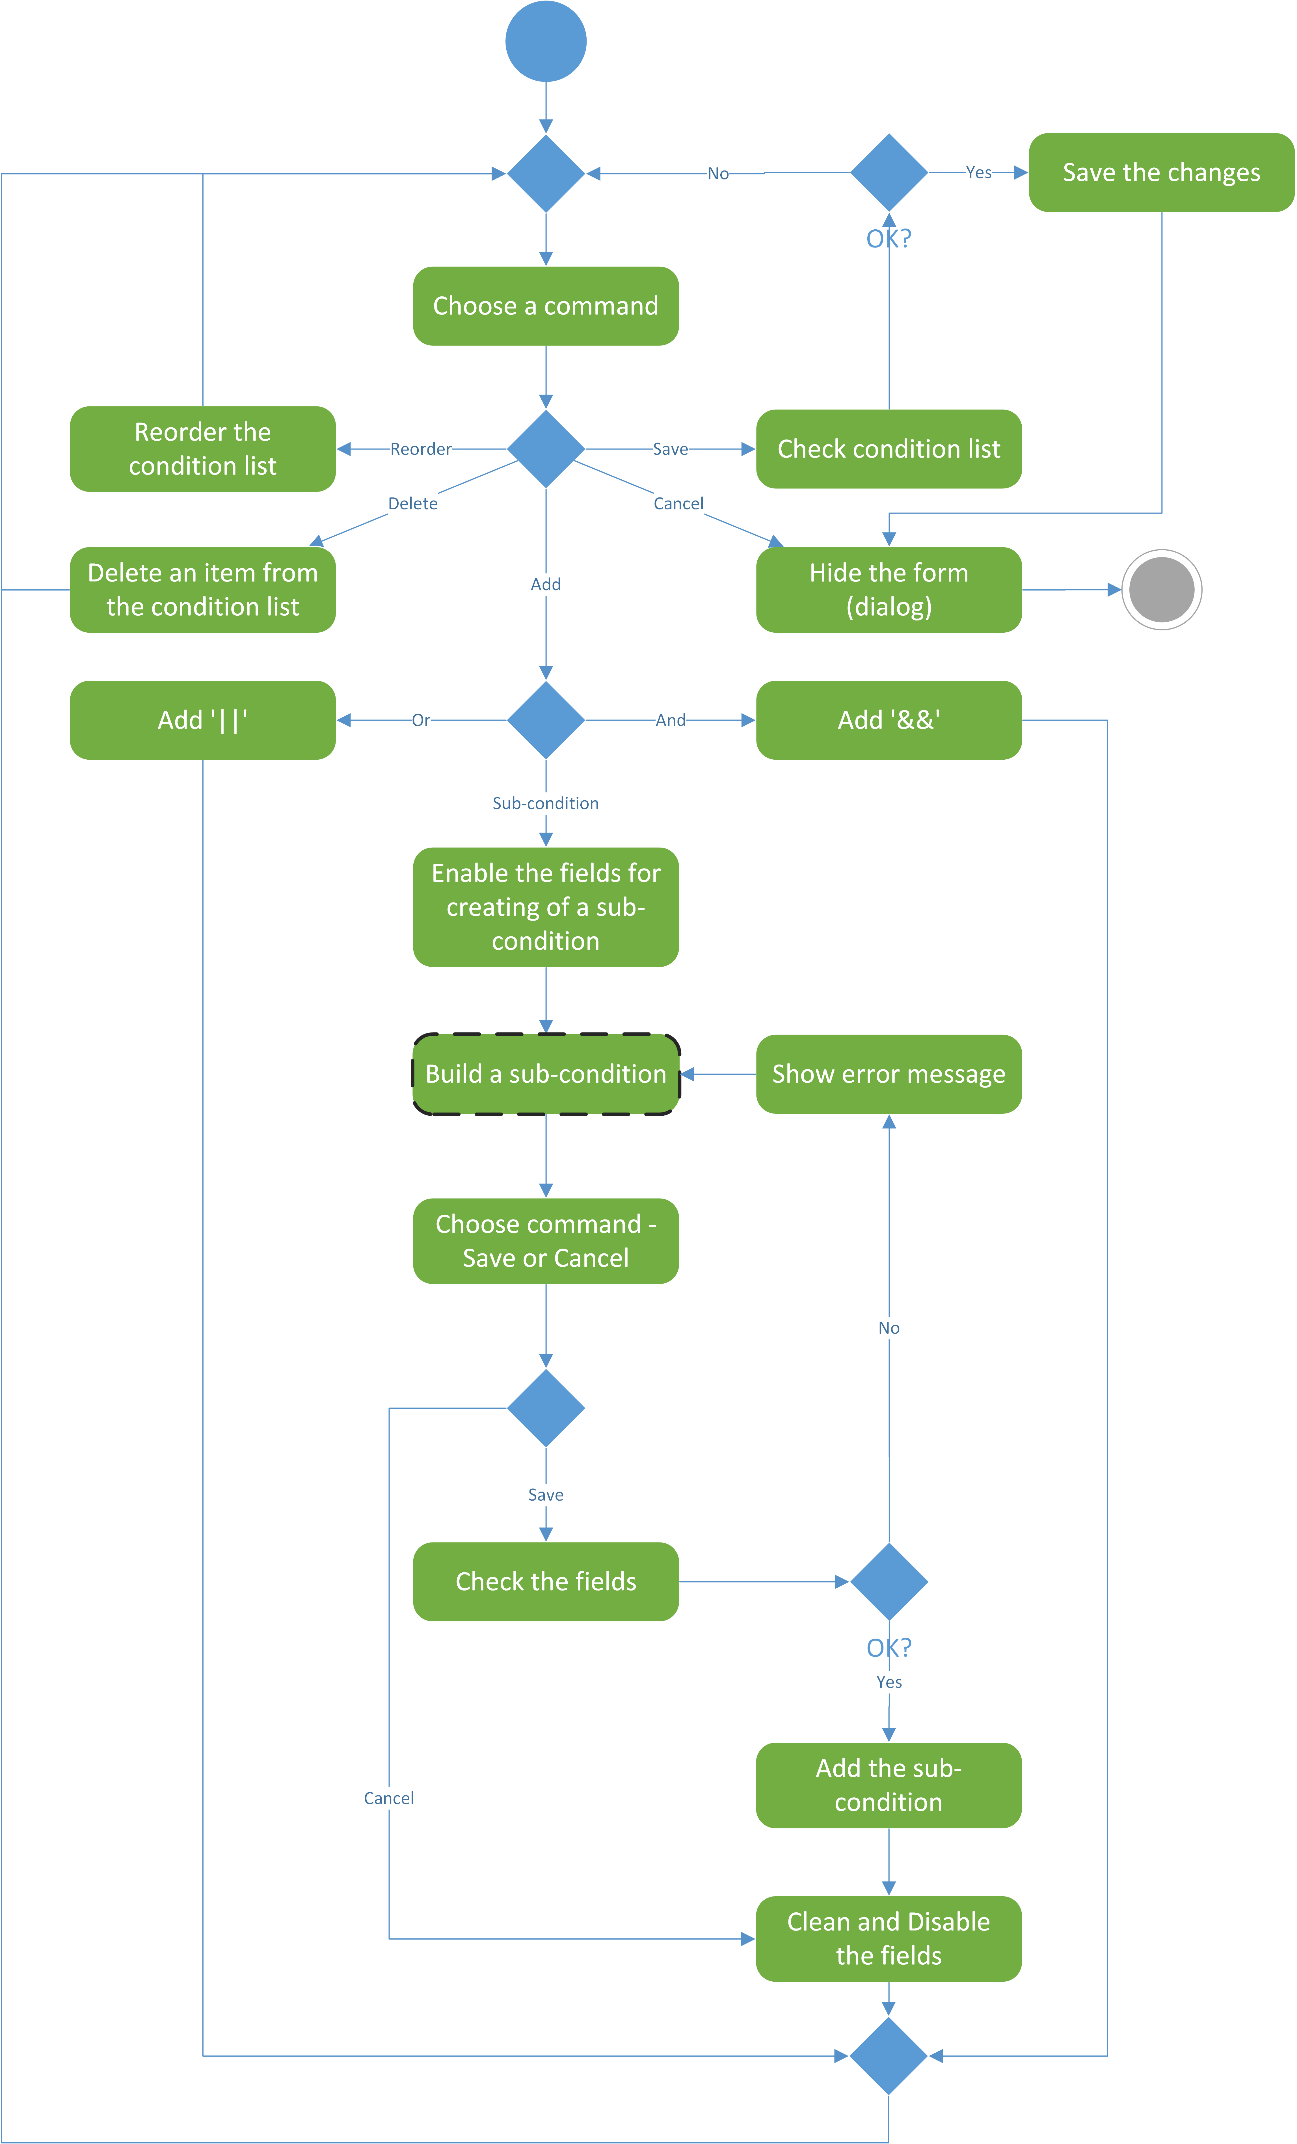 No
Yes
Save the changes
OK?
Choose a command
Reorder the
condition list
Reorder
Save
Check condition list
Delete
Cancel
Delete an item from
the condition list
Add
Hide the form
(dialog)
Add '||'
Or
And
Add '&&'
Sub-condition
Enable the fields for
creating of a sub-
condition
Build a sub-condition
Show error message
Choose command -
Save or Cancel
No
Save
Check the fields
OK?
Yes
Add the sub-
condition
Cancel
Clean and Disable
the fields